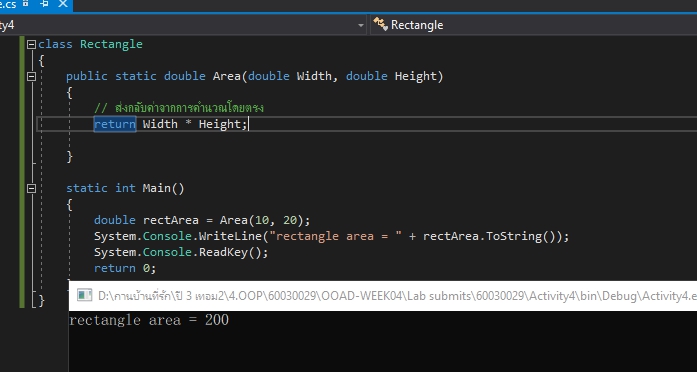 e.cs
ty4
Rectangle
class Rectangle
{
public static double Area(double Width, double Height)
{
// ส่งกลับค่าจากการคำนวณโดยตรง
return Width * Height;
}
static int Main()
{
double rectArea = Area(10, 20);
System.Console.WriteLine("rectangle area = " + rectArea.ToString());
System.Console.ReadKey();
return 0;
}
D:\การบ้านที่รัก\ปี 3 เทอม2\4.OOP\60030029\OOAD-WEEK04\Lab submits\60030029\Activity4\bin\Debug\Activity4.e
rectangle area = 200